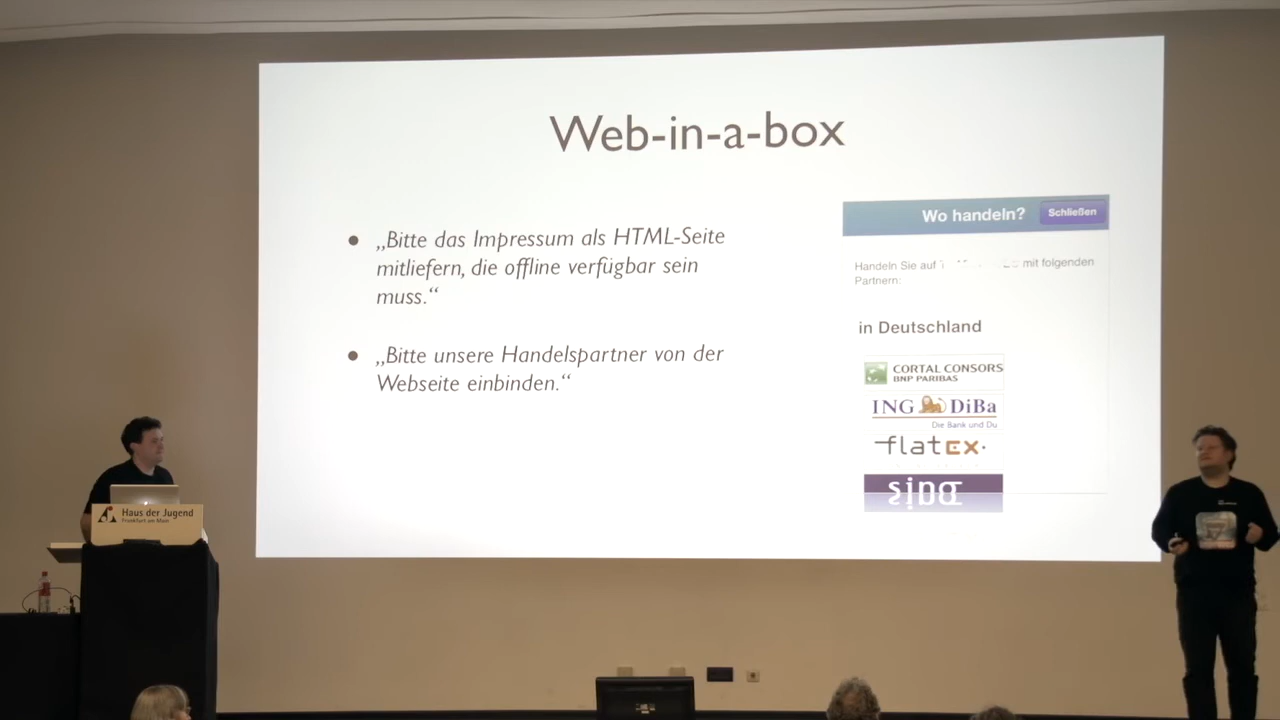 Web-in-a-box
„Bitte das Impressum als HTML-Seite
mitliefern, die offline verfügbar sein
muss.“
„Bitte unsere Handelspartner von der
Webseite einbinden.“
Wo handeln?
Schließen
Handeln Sie auf mit folgenden
Partnern:
in Deutschland
CORTAL CONSORS
BNP PARIBAS
ING DiBa
Die Bank und Du
flatex
Haus der Jugend
Frankfurt am Main